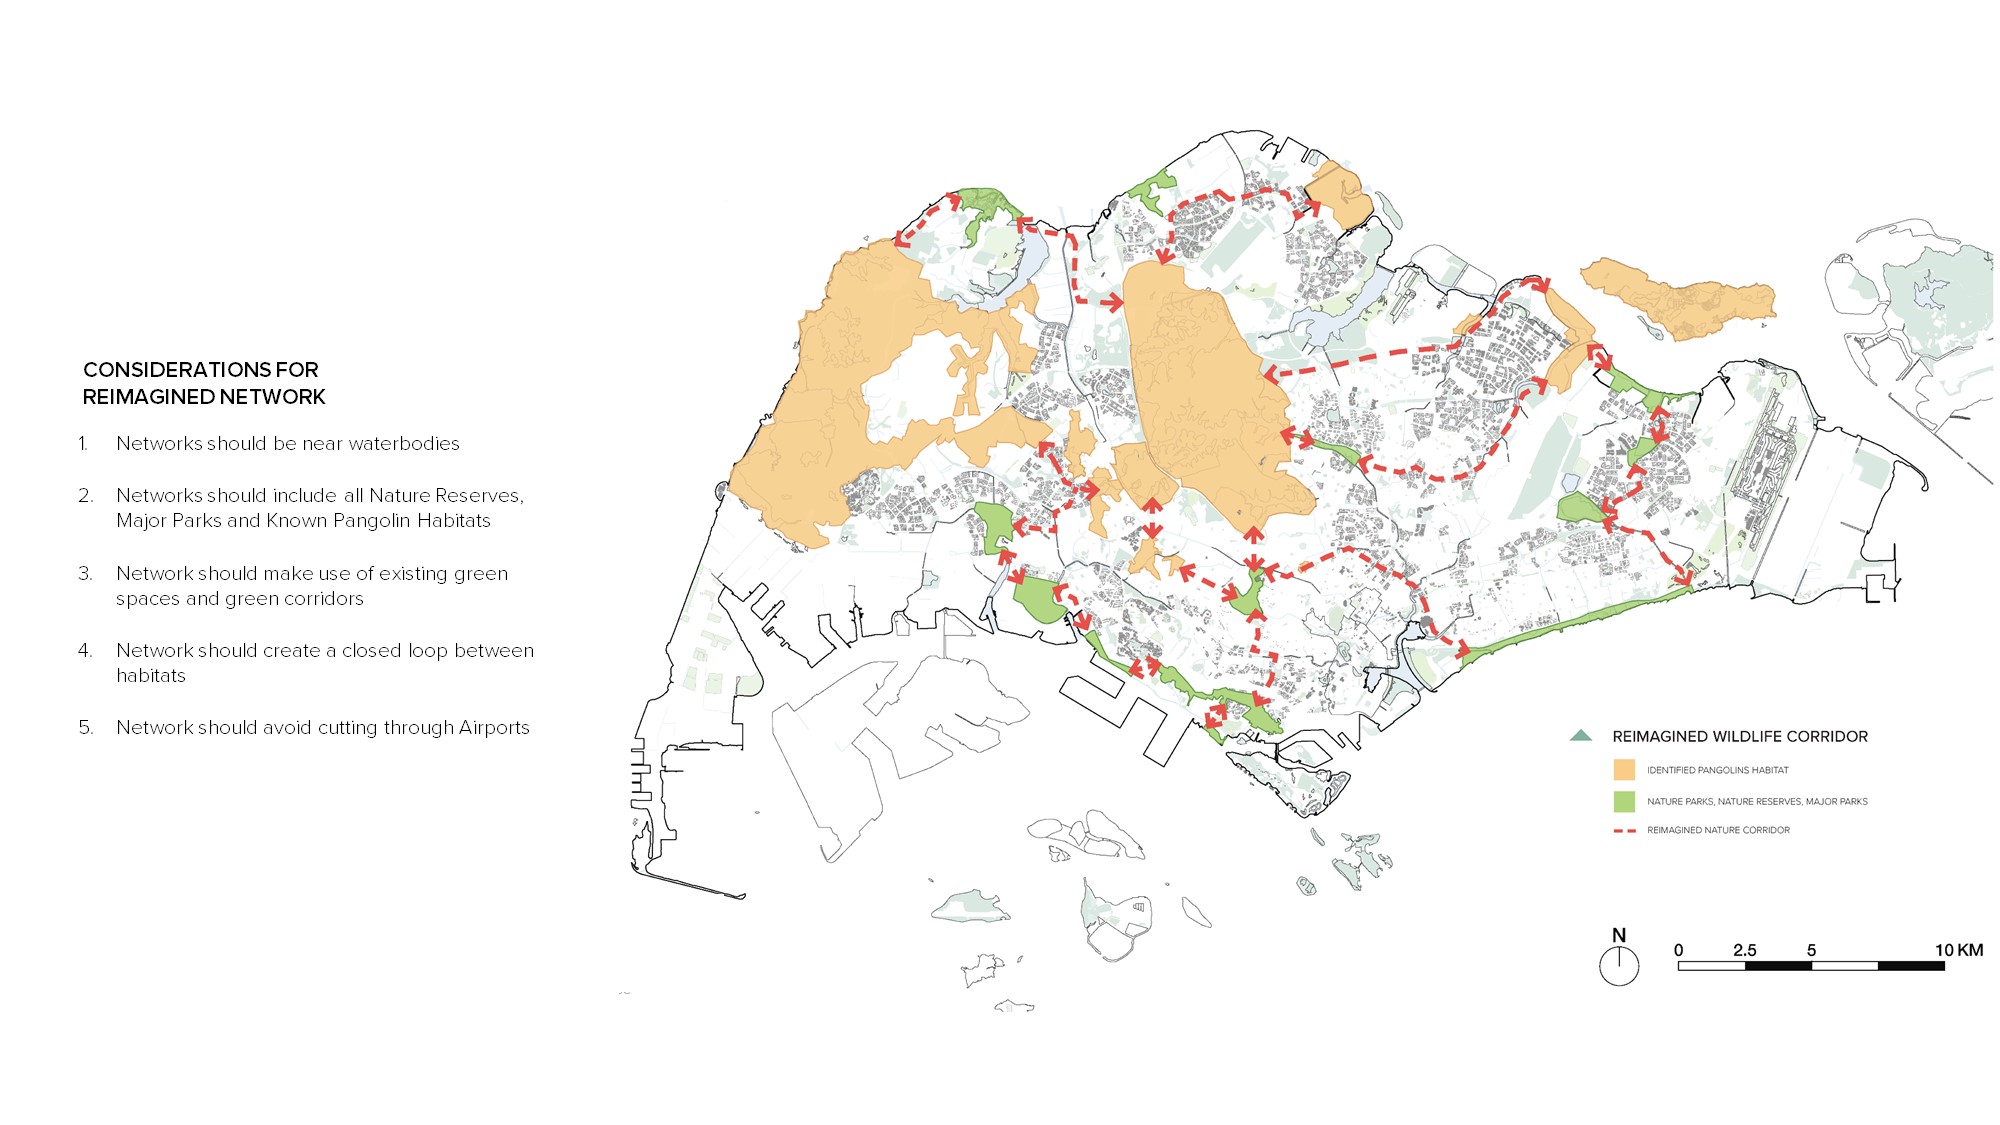 CONSIDERATIONS FOR
REIMAGINED NETWORK
1. Networks should be near waterbodies
2. Networks should include all Nature Reserves,
Major Parks and Known Pangolin Habitats
3. Network should make use of existing green
spaces and green corridors
4. Network should create a closed loop between
habitats
5. Network should avoid cutting through Airports
REIMAGINED WILDLIFE CORRIDOR
IDENTIFIED PANGOLINS HABITAT
NATURE PARKS, NATURE RESERVES, MAJOR PARKS
REIMAGINED NATURE CORRIDOR
N
0 2.5 5 10 KM